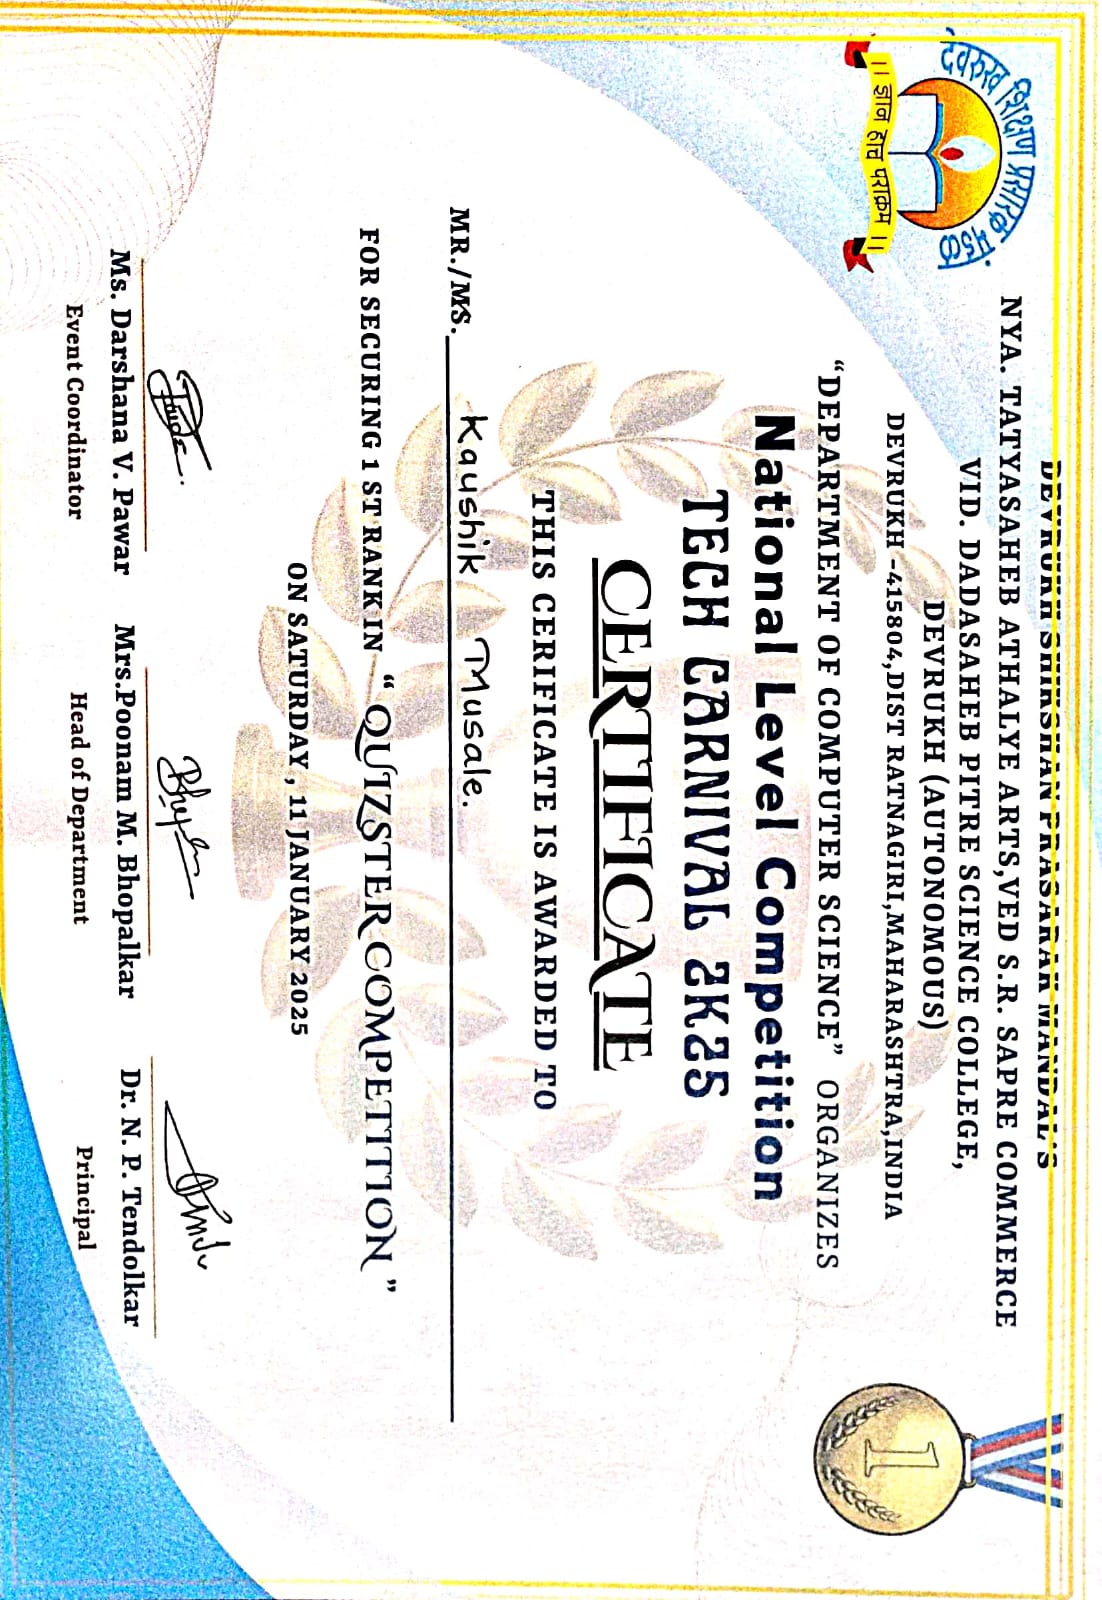 देवरुख शिक्षण प्रसारक मंडळ
|| ज्ञान हाच पराक्रम ||
DEVRUKH SHIKSHAN PRASARAK MANDAL'S
NYA. TATYASAHEB ATHALYE ARTS,VED S.R. SAPRE COMMERCE
VID. DADASAHEB PITRE SCIENCE COLLEGE,
DEVRUKH (AUTONOMOUS)
DEVRUKH -415804,DIST RATNAGIRI,MAHARASHTRA,INDIA
1
“DEPARTMENT OF COMPUTER SCIENCE” ORGANIZES
National Level Competition
TECH CARNIVAL 2K25
CERTIFICATE
THIS CERIFICATE IS AWARDED TO
MR./MS. Kaushik Musale.
FOR SECURING 1 ST RANK IN “ QUIZSTER COMPETITION ”
ON SATURDAY , 11 JANUARY 2025
Ms. Darshana V. Pawar Mrs.Poonam M. Bhopalkar Dr. N. P. Tendolkar
Event Coordinator Head of Department Principal